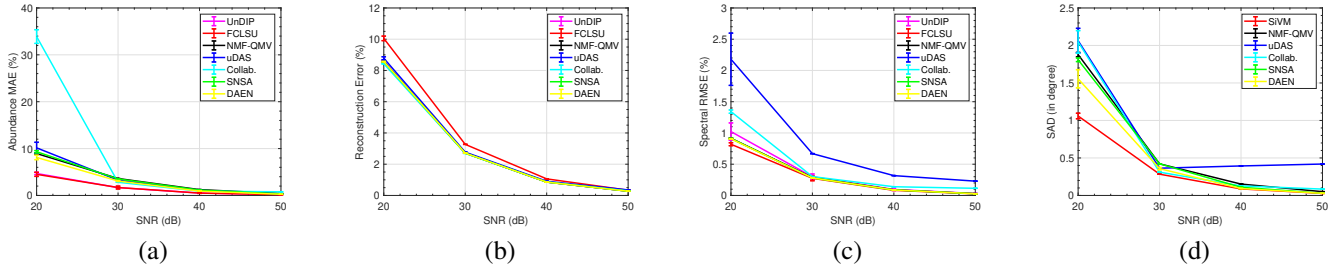 Abundance MAE (%)
40
30
20
10
0
20
30
40
50
SNR (dB)
UnDIP
FCLSU
NMF-QMV
uDAS
Collab.
SNSA
DAEN
(a)
Reconstruction Error (%)
12
10
8
6
4
2
0
20
30
40
50
SNR (dB)
UnDIP
FCLSU
NMF-QMV
uDAS
Collab.
SNSA
DAEN
(b)
Spectral RMSE (%)
3
2.5
2
1.5
1
0.5
0
20
30
40
50
SNR (dB)
UnDIP
FCLSU
NMF-QMV
uDAS
Collab.
SNSA
DAEN
(c)
SAD (in degree)
2.5
2
1.5
1
0.5
0
20
30
40
50
SNR (dB)
SiVM
NMF-QMV
uDAS
Collab.
SNSA
DAEN
(d)